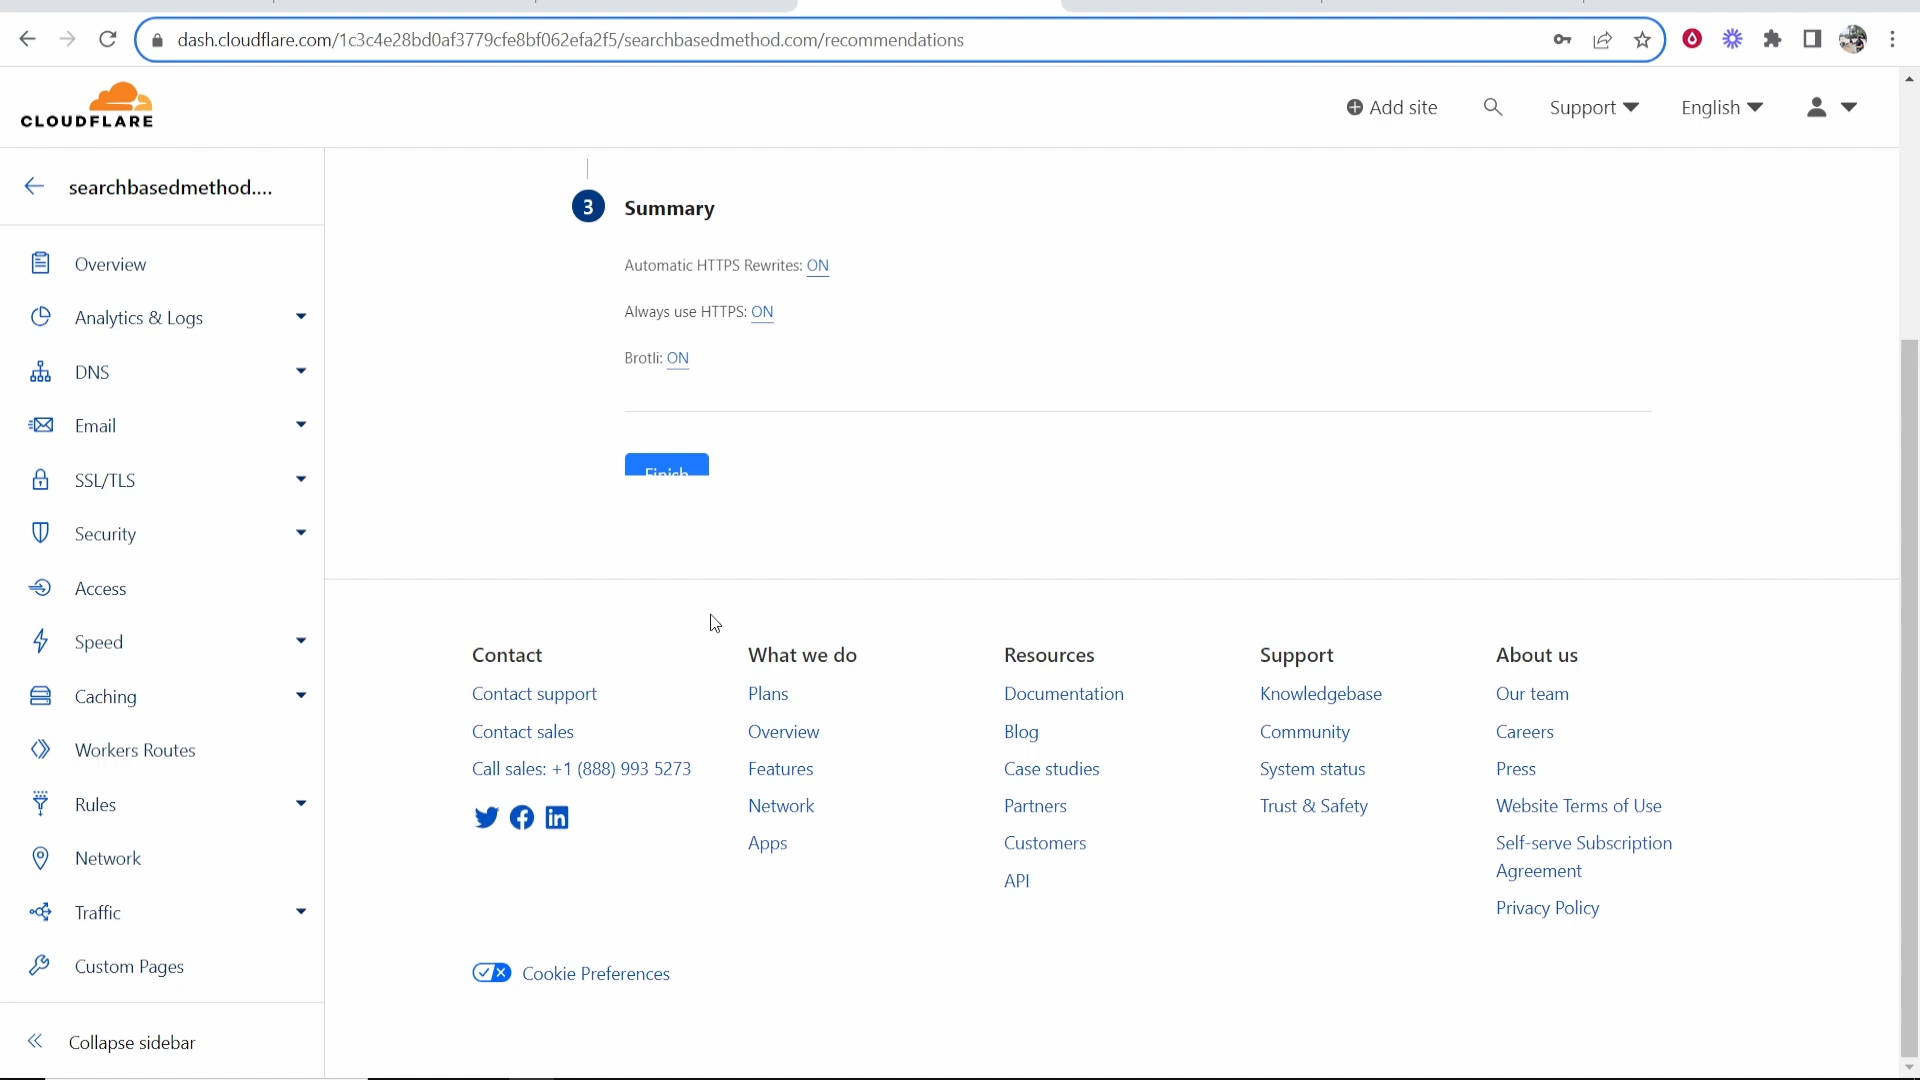 dash.cloudflare.com/1c3c4e28bd0af3779cfe8bf062efa2f5/searchbasedmethod.com/recommendations
CLOUDFLARE
Add site
Support
English
searchbasedmethod....
Overview
Analytics & Logs
DNS
Email
SSL/TLS
Security
Access
Speed
Caching
Workers Routes
Rules
Network
Traffic
Custom Pages
Collapse sidebar
3 Summary
Automatic HTTPS Rewrites: ON
Always use HTTPS: ON
Brotli: ON
Finish
Contact
Contact support
Contact sales
Call sales: +1 (888) 993 5273
What we do
Plans
Overview
Features
Network
Apps
Resources
Documentation
Blog
Case studies
Partners
Customers
API
Support
Knowledgebase
Community
System status
Trust & Safety
About us
Our team
Careers
Press
Website Terms of Use
Self-serve Subscription
Agreement
Privacy Policy
Cookie Preferences